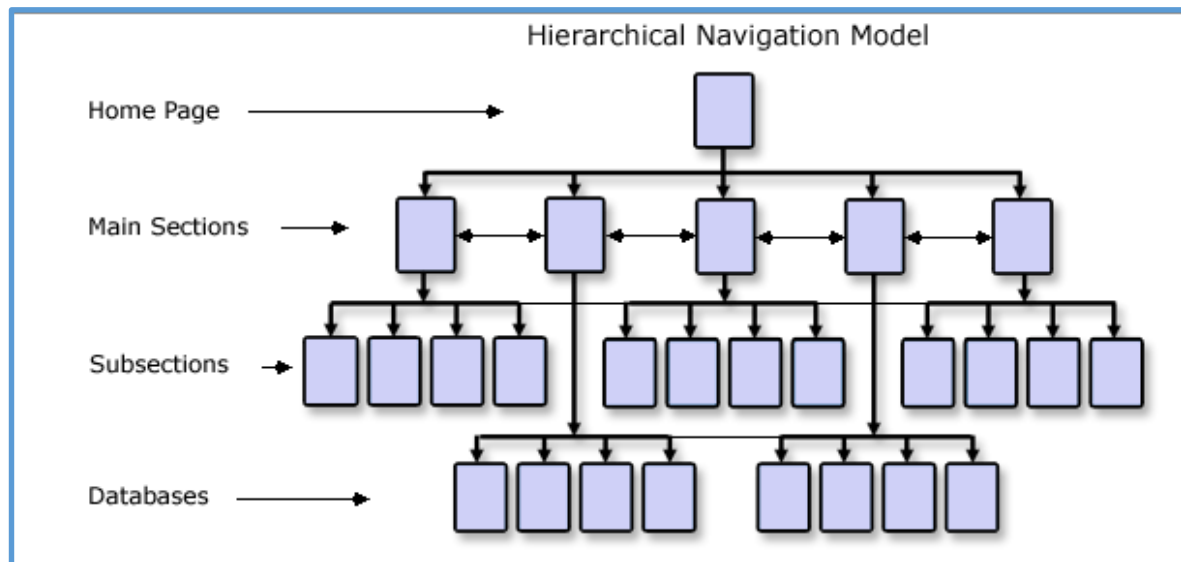 Hierarchical Navigation Model
Home Page
Main Sections
Subsections
Databases